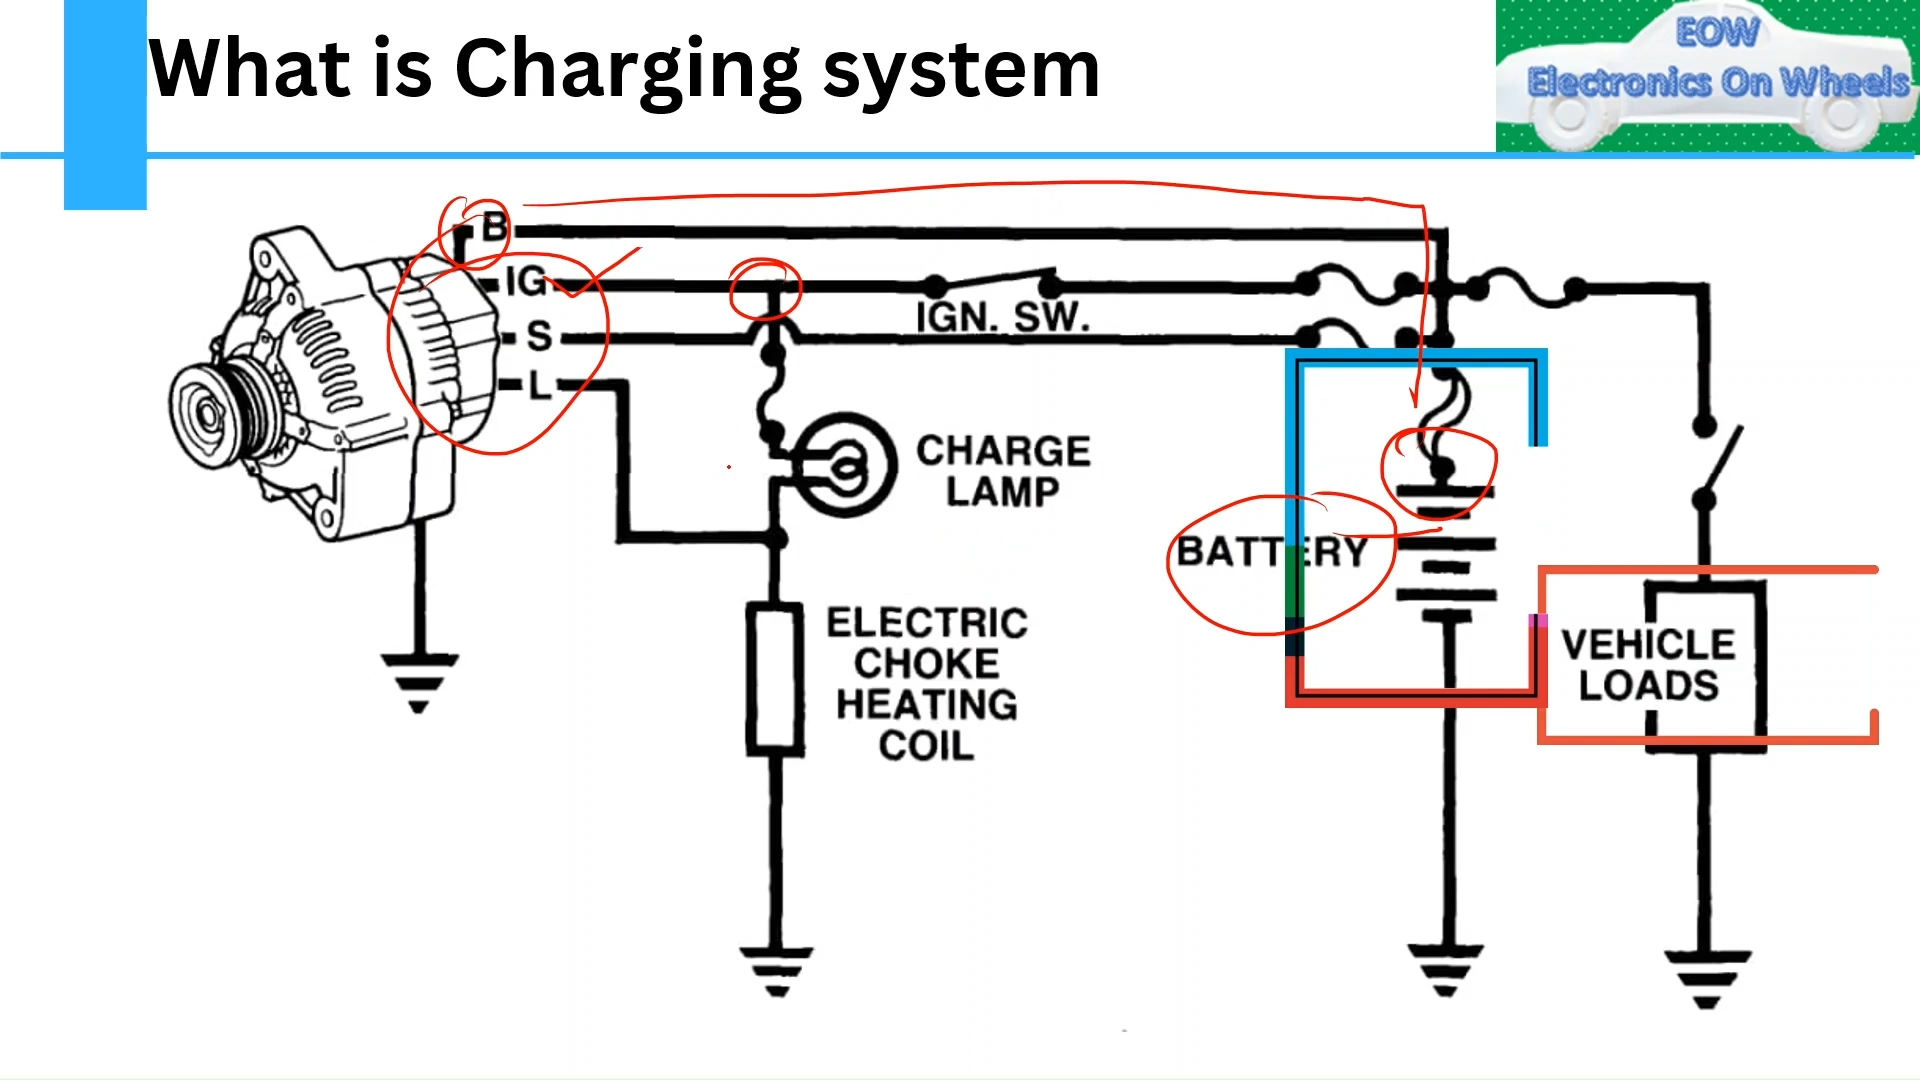 What is Charging system
EOW
Electronics On Wheels
B
IG
IGN. SW.
S
L
CHARGE
LAMP
BATTERY
ELECTRIC
CHOKE
HEATING
COIL
VEHICLE
LOADS